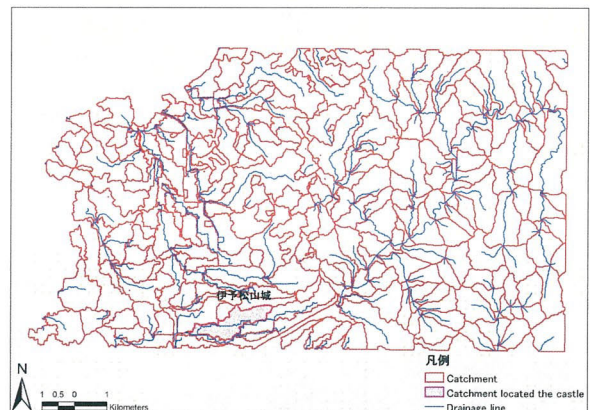 伊予松山城
凡例
Catchment
Catchment located the castle
Drainage line
N
1 0.5 0 1
Kilometers